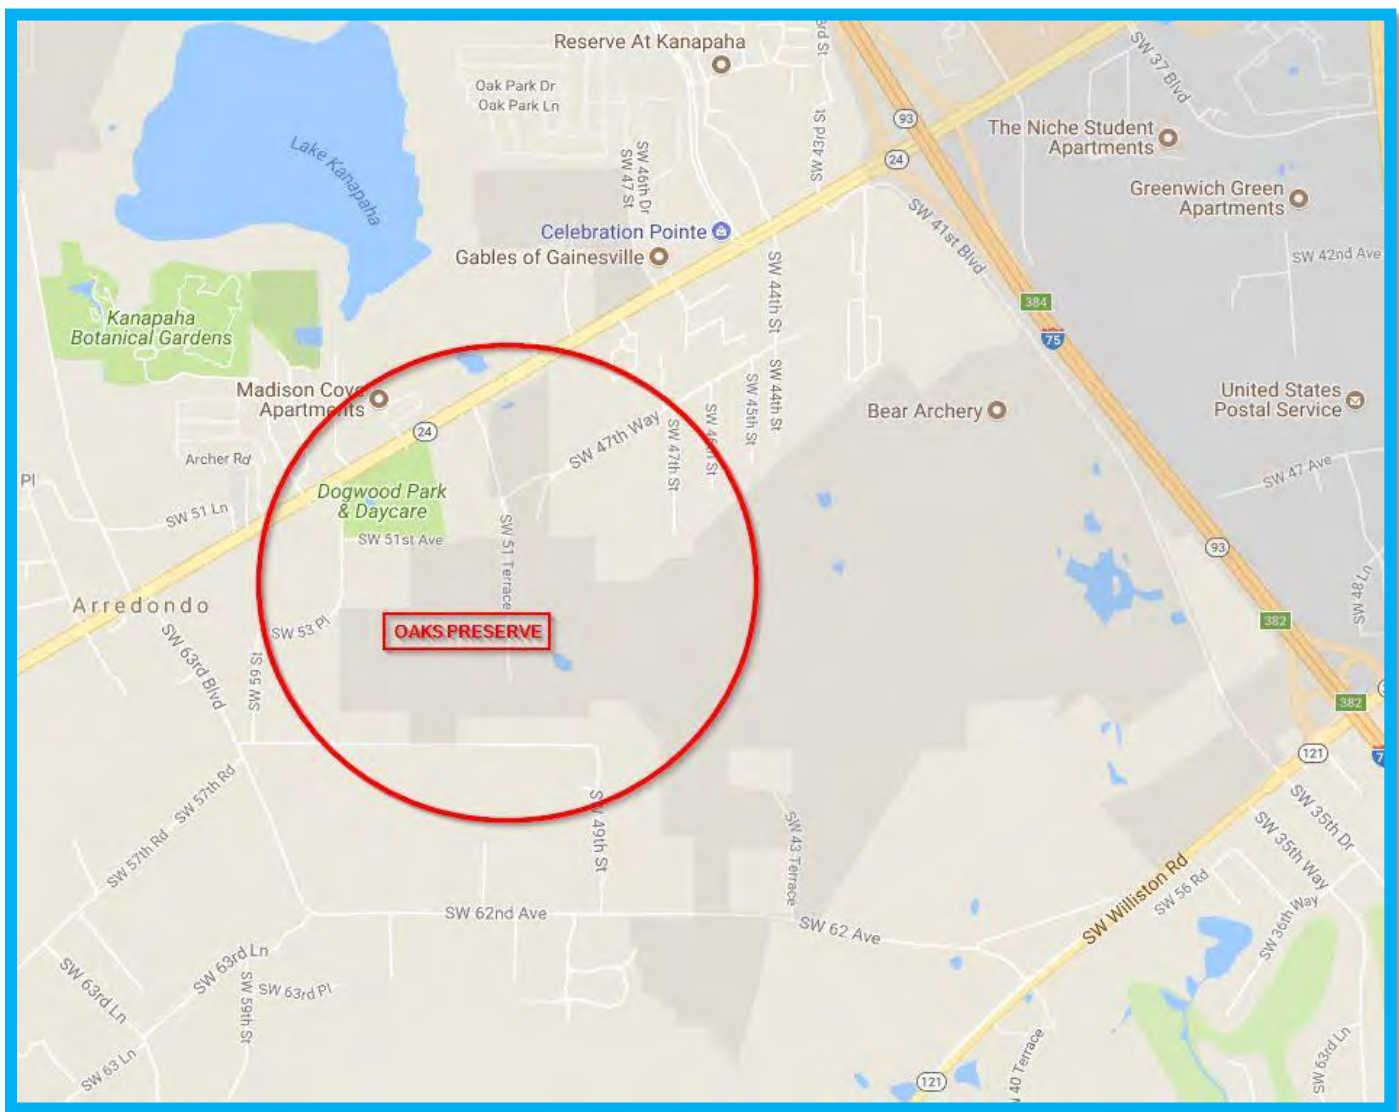 Reserve At Kanapaha
Oak Park Dr
Oak Park Ln
SW 37 Blvd
3rd St
SW 43rd St
93
24
The Niche Student
Apartments
Lake Kanapaha
SW 46th Dr
SW 47 St
Greenwich Green
Apartments
SW 41st Blvd
Celebration Pointe
Gables of Gainesville
SW 42nd Ave
SW 44th St
384
75
Kanapaha
Botanical Gardens
Madison Cove
Apartments
SW 44th St
SW 45th St
United States
Postal Service
Bear Archery
24
SW 47th Way
SW 46th St
SW 47th St
Archer Rd
Pl
SW 47 Ave
Dogwood Park
& Daycare
SW 51 Ln
SW 51st Ave
SW 51 Terrace
93
SW 48 Ln
Arredondo
OAKS PRESERVE
382
SW 53 Pl
SW 63rd Blvd
SW 59 St
382
121
SW 57th Rd
SW 57th Rd
SW 49th St
SW 43 Terrace
SW 35th Dr
SW 35th Way
SW Williston Rd
SW 56 Rd
SW 36th Way
SW 62nd Ave
SW 62 Ave
SW 63rd Ln
SW 63rd Ln
SW 63rd Pl
SW 59th St
SW 63 Ln
40 Terrace
SW 63rd Ln
121